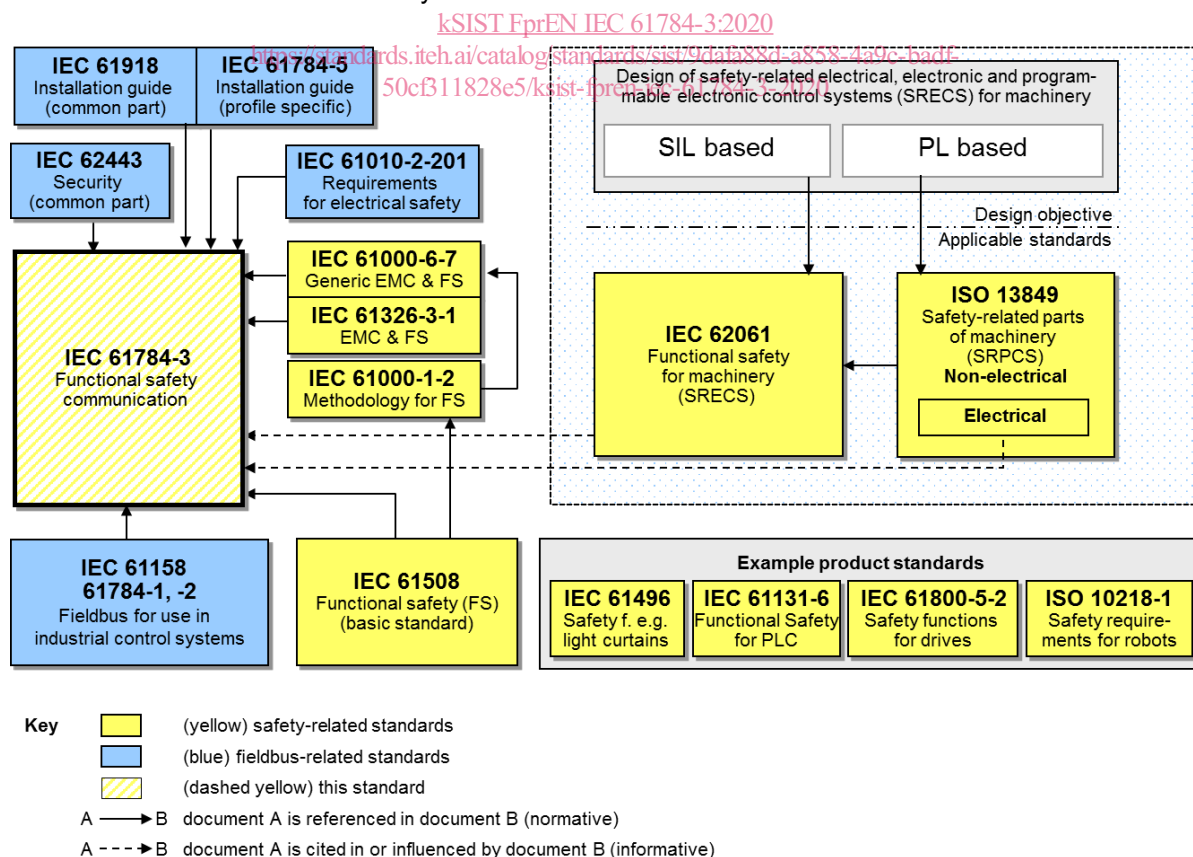 kSIST FprEN IEC 61784-3:2020
https://standards.iteh.ai/catalog/standards/sist/9dafa88d-a858-4a9c-badf-
50cf311828e5/ksist-fpren-iec-61784-3-2020
IEC 61918
Installation guide
(common part)
IEC 61784-5
Installation guide
(profile specific)
Design of safety-related electrical, electronic and program-
mable electronic control systems (SRECS) for machinery
SIL based
PL based
IEC 62443
Security
(common part)
IEC 61010-2-201
Requirements
for electrical safety
Design objective
Applicable standards
IEC 61000-6-7
Generic EMC & FS
IEC 61326-3-1
EMC & FS
IEC 61000-1-2
Methodology for FS
IEC 61784-3
Functional safety
communication
IEC 62061
Functional safety
for machinery
(SRECS)
ISO 13849
Safety-related parts
of machinery
(SRPCS)
Non-electrical
Electrical
IEC 61158
61784-1, -2
Fieldbus for use in
industrial control systems
IEC 61508
Functional safety (FS)
(basic standard)
Example product standards
IEC 61496
Safety f. e.g.
light curtains
IEC 61131-6
Functional Safety
for PLC
IEC 61800-5-2
Safety functions
for drives
ISO 10218-1
Safety require-
ments for robots
Key
(yellow) safety-related standards
(blue) fieldbus-related standards
(dashed yellow) this standard
A B document A is referenced in document B (normative)
A B document A is cited in or influenced by document B (informative)